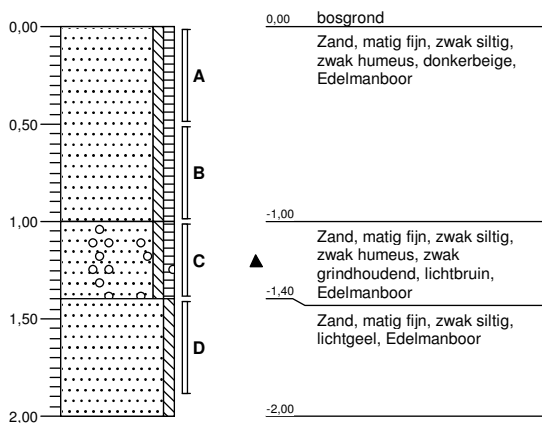 0,00
0,50
1,00
1,50
2,00
A
B
C
D
0,00 bosgrond
Zand, matig fijn, zwak siltig,
zwak humeus, donkerbeige,
Edelmanboor
-1,00
Zand, matig fijn, zwak siltig,
zwak humeus, zwak
grindhoudend, lichtbruin,
Edelmanboor
-1,40
Zand, matig fijn, zwak siltig,
lichtgeel, Edelmanboor
-2,00